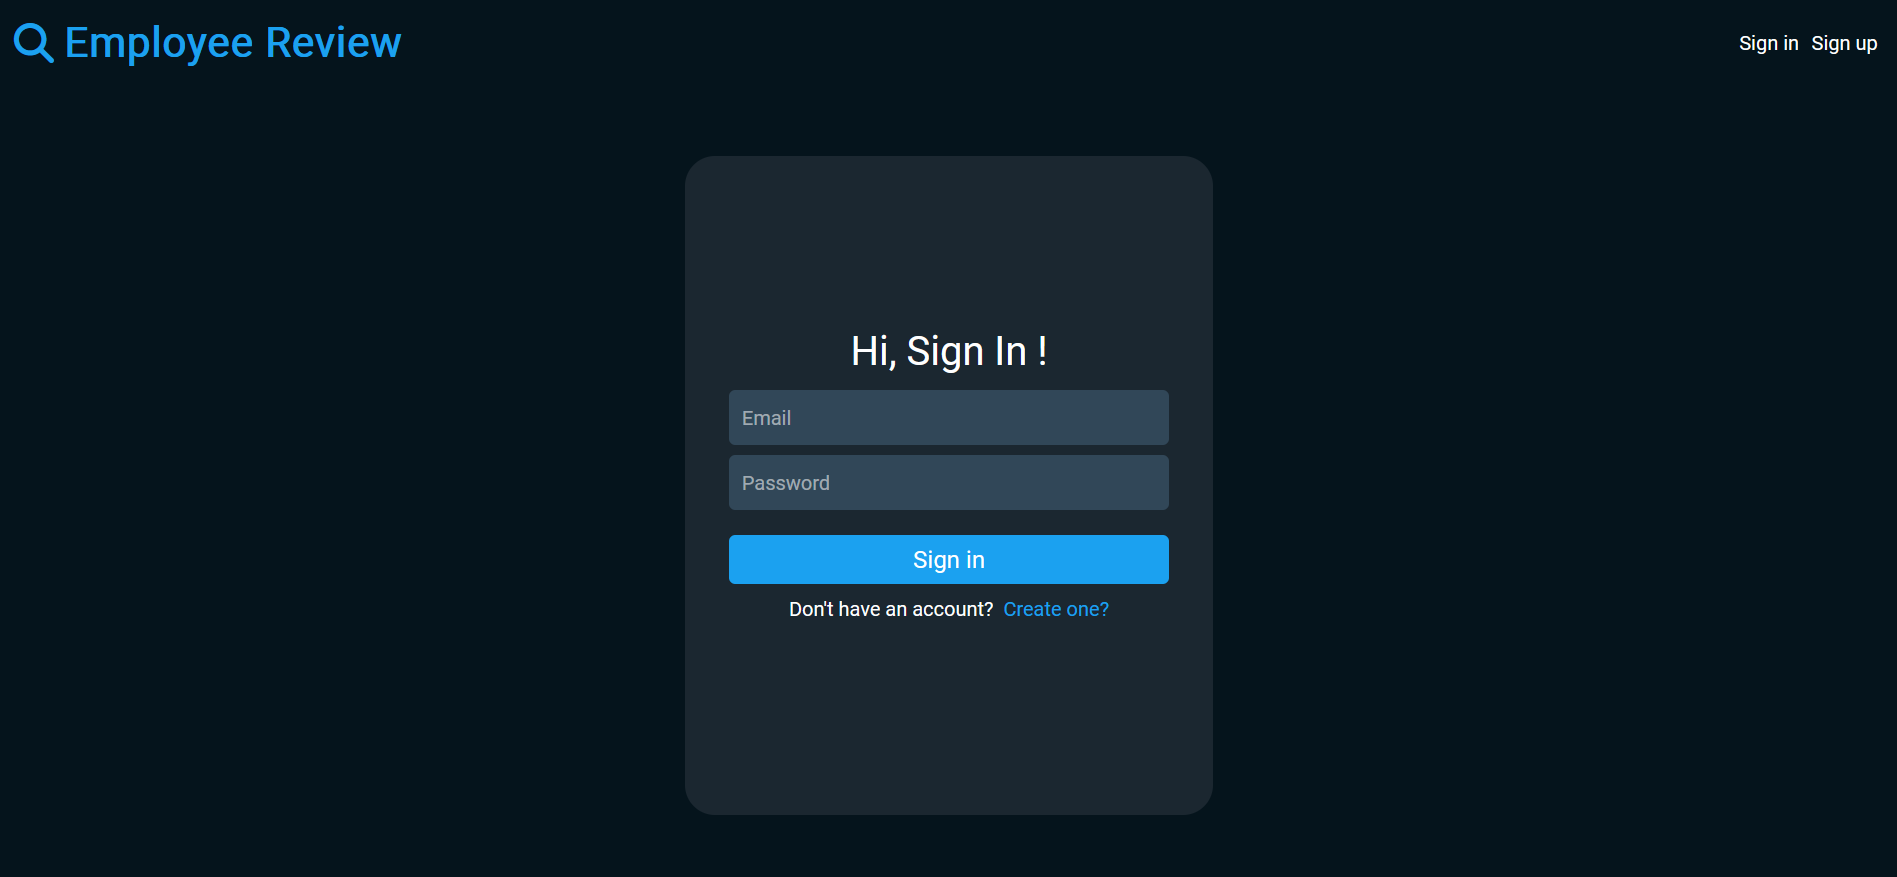 Employee Review
Sign in Sign up
Hi, Sign In !
Email
Password
Sign in
Don't have an account? Create one?